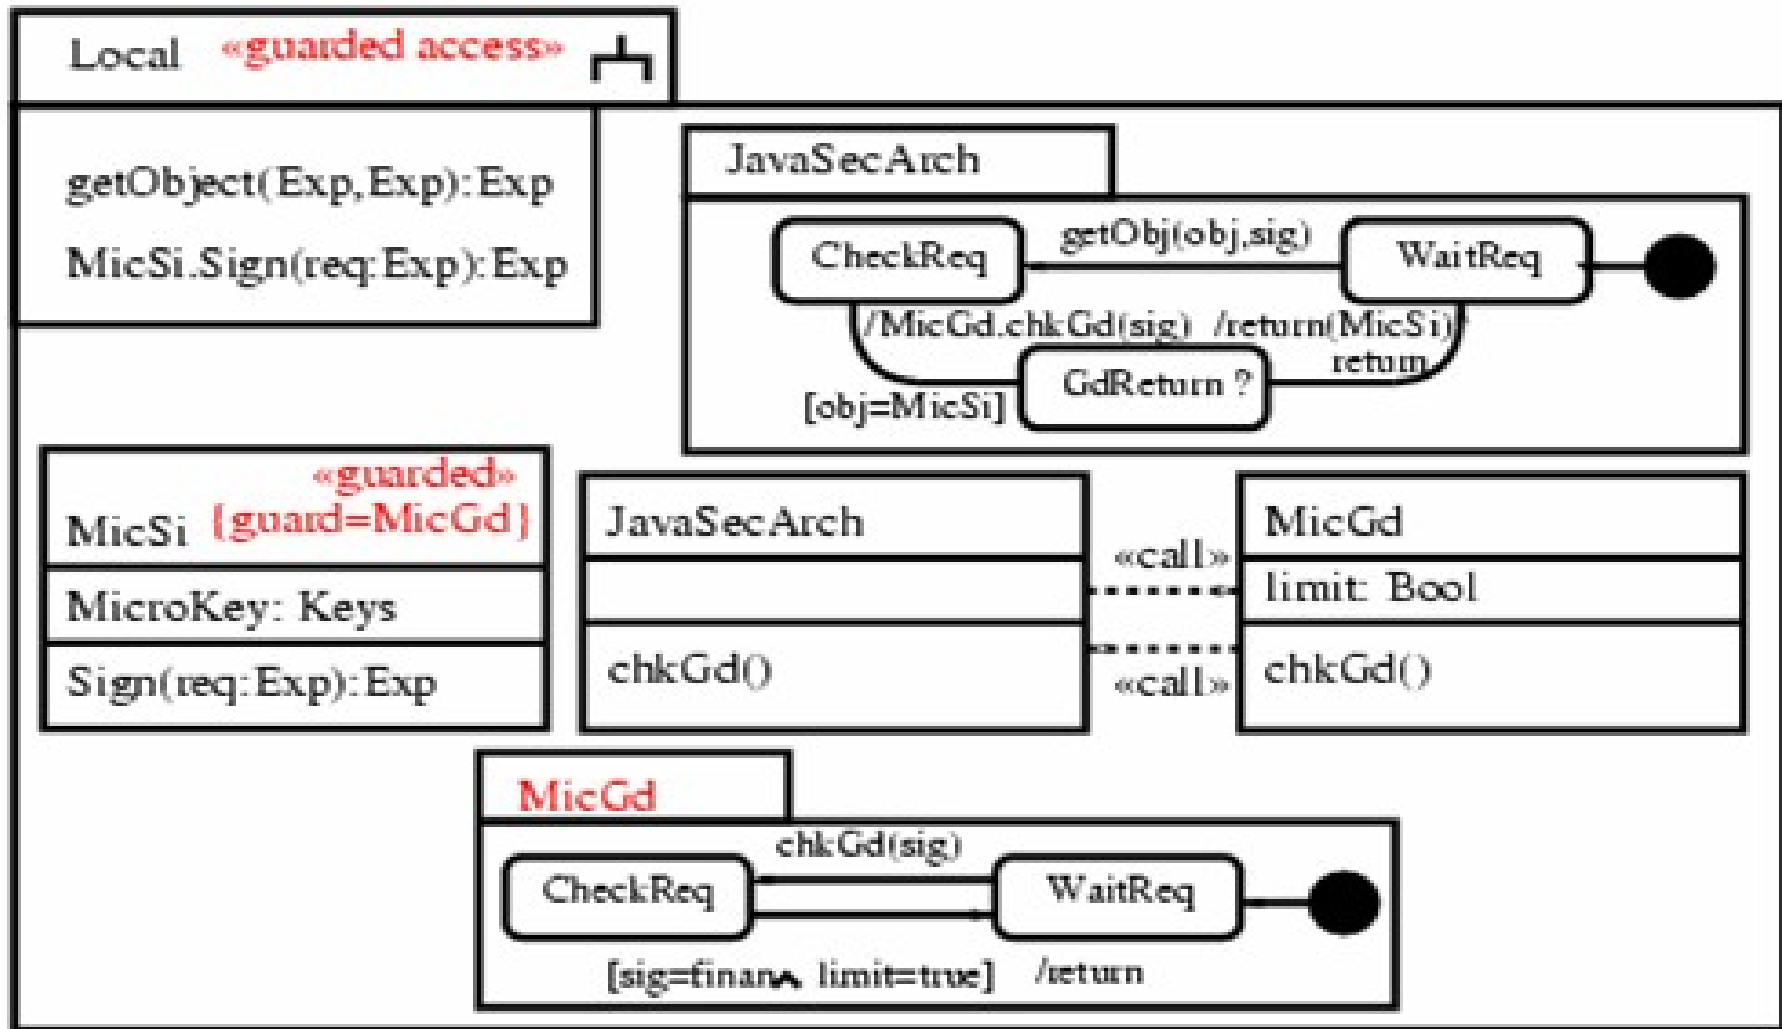 Local «guarded access»
getObject(Exp,Exp):Exp
MicSi.Sign(req:Exp):Exp
JavaSecArch
CheckReq
getObj(obj,sig)
WaitReq
/MicGd.chkGd(sig) /return(MicSi)
return
GdReturn ?
[obj=MicSi]
«guarded»
MicSi {guard=MicGd}
MicroKey: Keys
Sign(req:Exp):Exp
JavaSecArch
chkGd()
«call»
«call»
MicGd
limit: Bool
chkGd()
MicGd
chkGd(sig)
CheckReq
WaitReq
[sig=finan∧ limit=true] /return